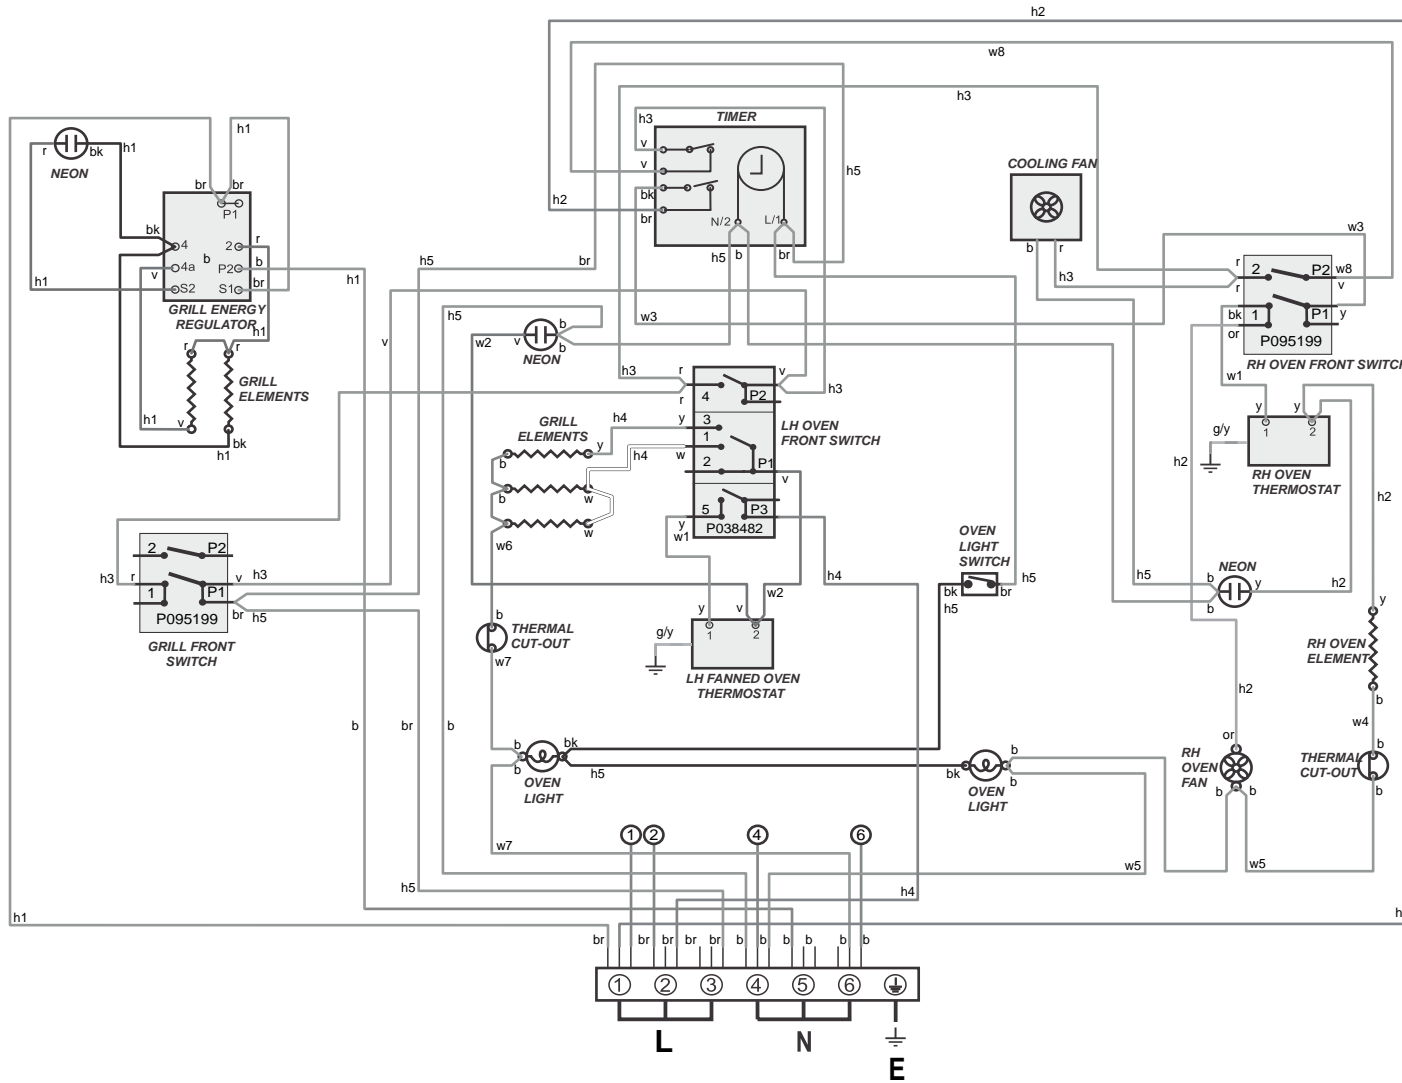 h2
w8
h3
h3
TIMER
v
v
bk
br
h2
N/2
L/1
h5
b
br
h5
r
bk
h1
h1
NEON
br
br
P1
bk
4
2
r
b
v
4a
P2
b
h1
S2
S1
br
h1
GRILL ENERGY
REGULATOR
h1
r
r
GRILL
ELEMENTS
h1
v
bk
h1
h5
br
v
h5
w3
COOLING FAN
b
r
h3
w3
r
2
P2
w8
r
v
bk
1
P1
y
or
P095199
RH OVEN FRONT SWITCH
w2
v
b
b
NEON
h3
r
v
4
P2
h3
r
GRILL
ELEMENTS
h4
y
3
LH OVEN
FRONT SWITCH
b
y
h4
w
1
2
P1
v
b
w
w
5
P3
y
w1
P038482
w6
w1
y
y
g/y
1
2
RH OVEN
THERMOSTAT
h2
h2
OVEN
LIGHT
SWITCH
bk
br
h5
h5
NEON
h5
b
y
h2
b
2
P2
h3
r
1
v
h3
P1
br
h5
P095199
GRILL FRONT
SWITCH
h4
w2
y
v
g/y
1
2
LH FANNED OVEN
THERMOSTAT
b
THERMAL
CUT-OUT
w7
y
RH OVEN
ELEMENT
b
h2
w4
b
br
b
b
bk
b
h5
OVEN
LIGHT
bk
b
b
OVEN
LIGHT
or
RH
OVEN
FAN
b
b
THERMAL
CUT-OUT
b
b
1
2
4
6
w7
w5
w5
h5
h4
h1
h
br
br
br
br
br
b
b
b
b
b
b
1
2
3
4
5
6
L
N
E